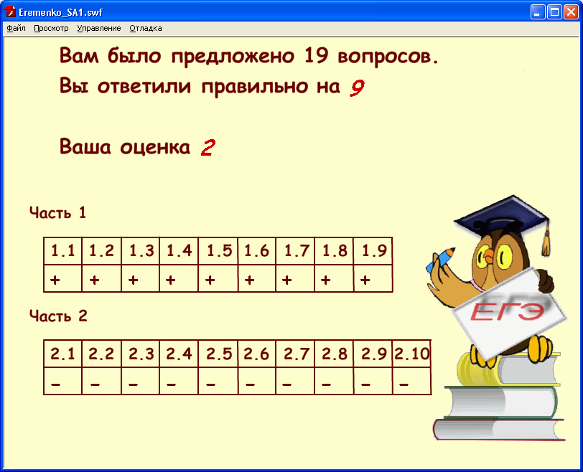 Eremenko_SA1.swf
Файл Просмотр Управление Отладка
Вам было предложено 19 вопросов.
Вы ответили правильно на 9
Ваша оценка 2
Часть 1
1.1 1.2 1.3 1.4 1.5 1.6 1.7 1.8 1.9
+ + + + + + + + +
Часть 2
2.1 2.2 2.3 2.4 2.5 2.6 2.7 2.8 2.9 2.10
– – – – – – – – – –
ЕГЭ